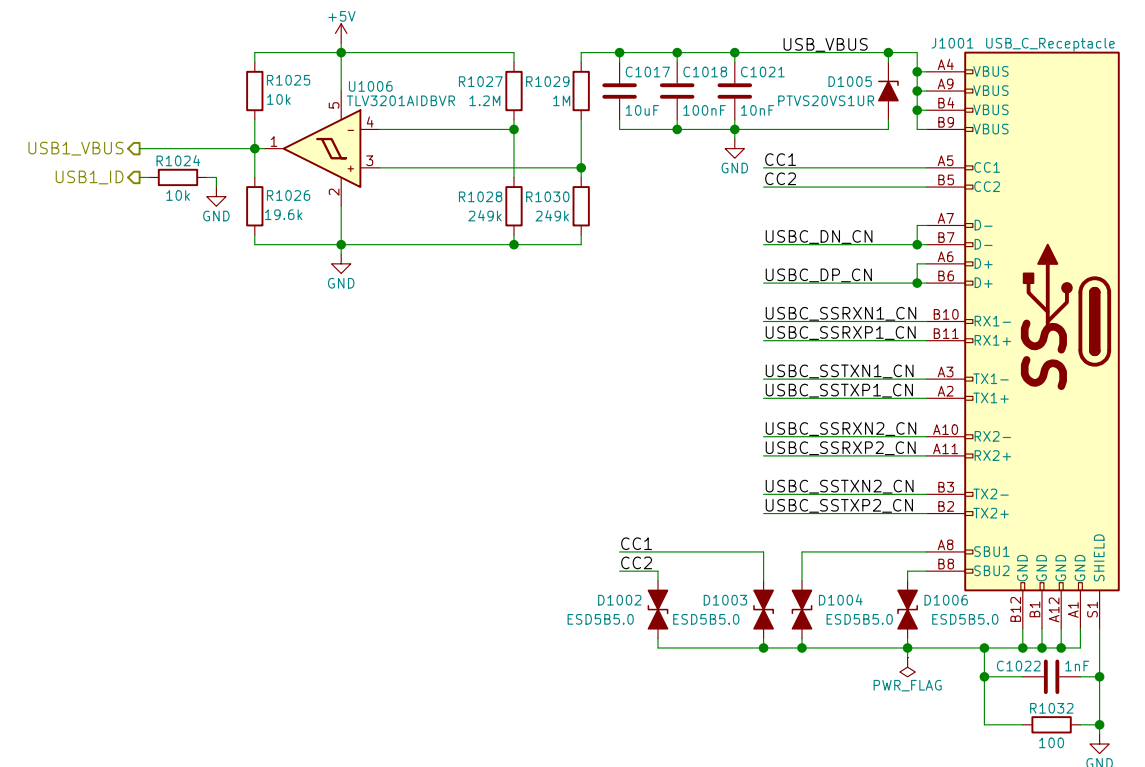 +5V
R1025
10k
U1006
TLV3201AIDBVR
5
4
-
1
3
+
2
R1027
1.2M
R1029
1M
R1028
249k
R1030
249k
R1026
19.6k
USB1_VBUS
USB1_ID
R1024
10k
GND
GND
USB_VBUS
C1017
10uF
C1018
100nF
C1021
10nF
D1005
PTVS20VS1UR
GND
J1001 USB_C_Receptacle
A4 VBUS
A9 VBUS
B4 VBUS
B9 VBUS
CC1 A5 CC1
CC2 B5 CC2
A7 D-
USBC_DN_CN B7 D-
A6 D+
USBC_DP_CN B6 D+
USBC_SSRXN1_CN B10 RX1-
USBC_SSRXP1_CN B11 RX1+
USBC_SSTXN1_CN A3 TX1-
USBC_SSTXP1_CN A2 TX1+
USBC_SSRXN2_CN A10 RX2-
USBC_SSRXP2_CN A11 RX2+
USBC_SSTXN2_CN B3 TX2-
USBC_SSTXP2_CN B2 TX2+
A8 SBU1
B8 SBU2
SS
GND
GND
GND
GND
SHIELD
B12
B1
A12
A1
S1
CC1
CC2
D1002
ESD5B5.0
D1003
ESD5B5.0
D1004
ESD5B5.0
D1006
ESD5B5.0
PWR_FLAG
C1022
1nF
R1032
100
GND